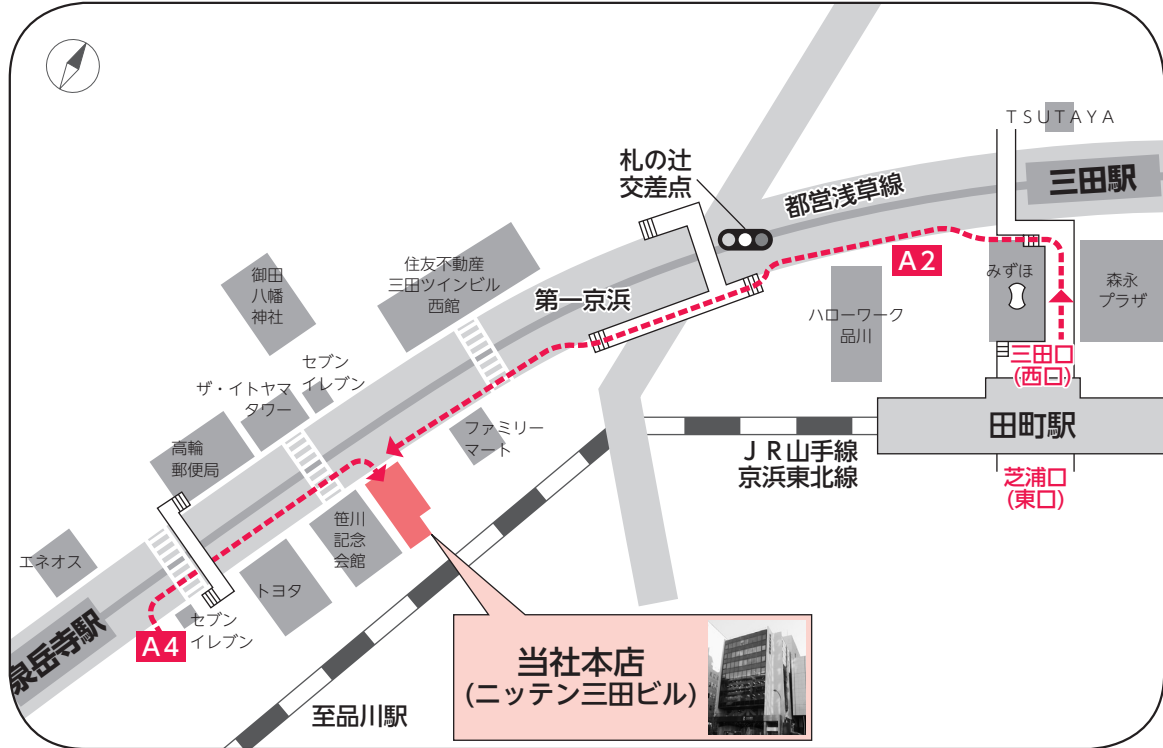 ＴＳＵＴＡＹＡ
札の辻
交差点
都営浅草線
三田駅
A2
みずほ
森永
プラザ
住友不動産
三田ツインビル
西館
御田
八幡
神社
第一京浜
ハローワーク
品川
三田口
(西口)
セブン
イレブン
ザ・イトヤマ
タワー
田町駅
ファミリー
マート
ＪＲ山手線
京浜東北線
高輪
郵便局
芝浦口
(東口)
笹川
記念
会館
エネオス
トヨタ
セブン
イレブン
A4
泉岳寺駅
当社本店
(ニッテン三田ビル)
至品川駅